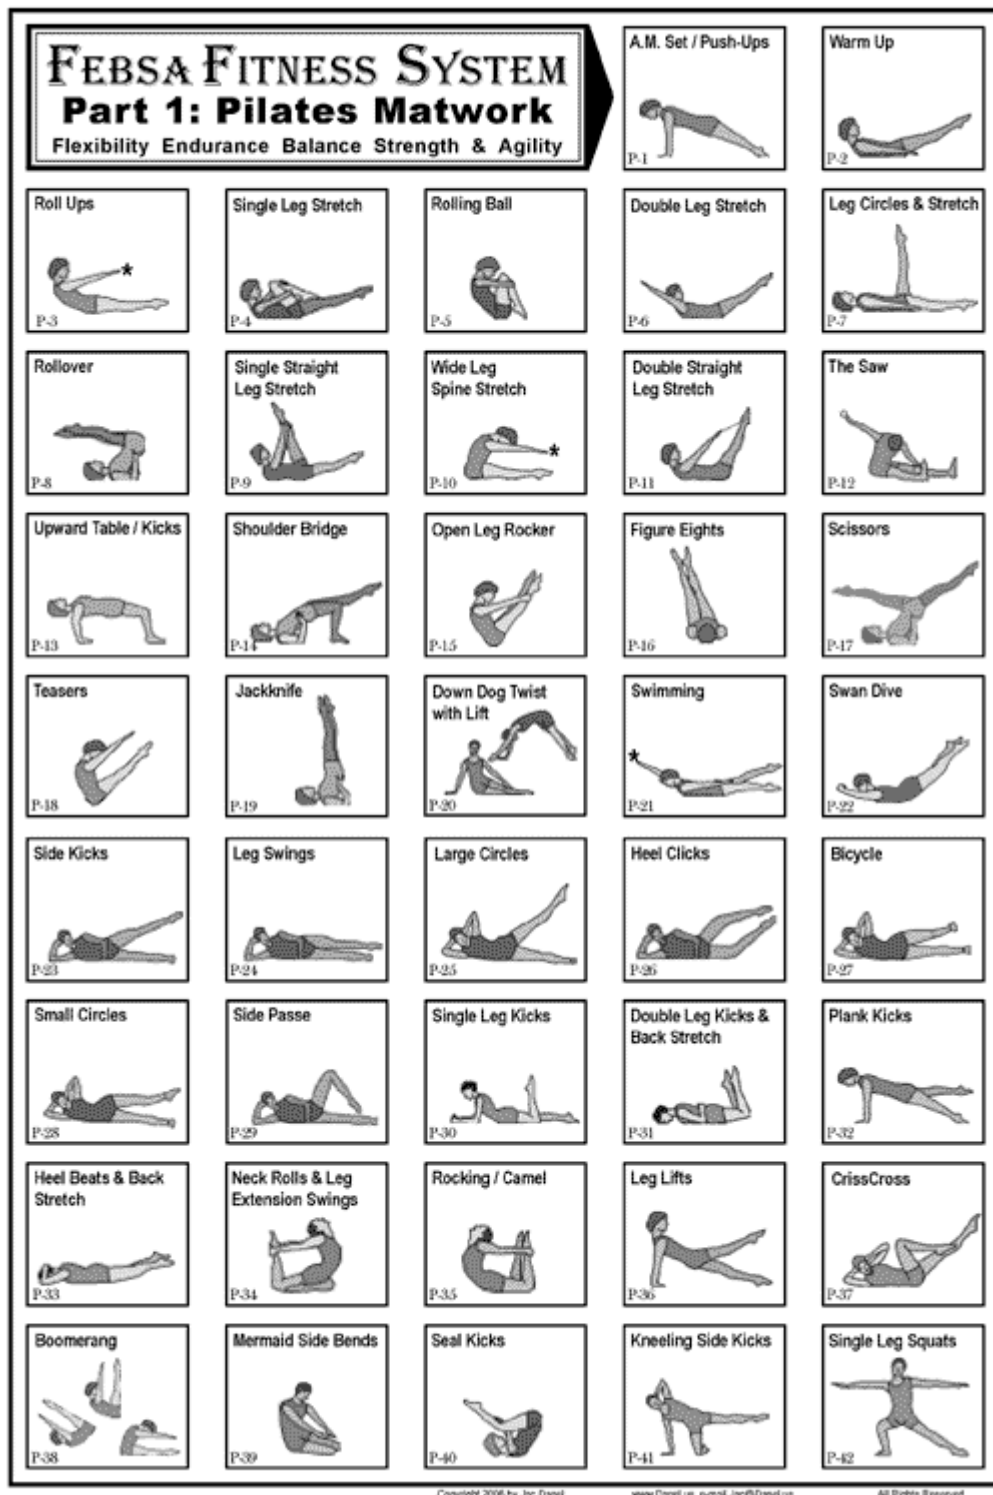 FEBSA FITNESS SYSTEM
Part 1: Pilates Matwork
Flexibility Endurance Balance Strength & Agility
A.M. Set / Push-Ups
P-1
Warm Up
P-2
Roll Ups
*
P-3
Single Leg Stretch
P-4
Rolling Ball
P-5
Double Leg Stretch
P-6
Leg Circles & Stretch
P-7
Rollover
P-8
Single Straight
Leg Stretch
P-9
Wide Leg
Spine Stretch
*
P-10
Double Straight
Leg Stretch
P-11
The Saw
P-12
Upward Table / Kicks
P-13
Shoulder Bridge
P-14
Open Leg Rocker
P-15
Figure Eights
P-16
Scissors
P-17
Teasers
P-18
Jackknife
P-19
Down Dog Twist
with Lift
P-20
Swimming
*
P-21
Swan Dive
P-22
Side Kicks
P-23
Leg Swings
P-24
Large Circles
P-25
Heel Clicks
P-26
Bicycle
P-27
Small Circles
P-28
Side Passe
P-29
Single Leg Kicks
P-30
Double Leg Kicks &
Back Stretch
P-31
Plank Kicks
P-32
Heel Beats & Back
Stretch
P-33
Neck Rolls & Leg
Extension Swings
P-34
Rocking / Camel
P-35
Leg Lifts
P-36
CrissCross
P-37
Boomerang
P-38
Mermaid Side Bends
P-39
Seal Kicks
P-40
Kneeling Side Kicks
P-41
Single Leg Squats
P-42
Copyright 2006 by
All Rights Reserved